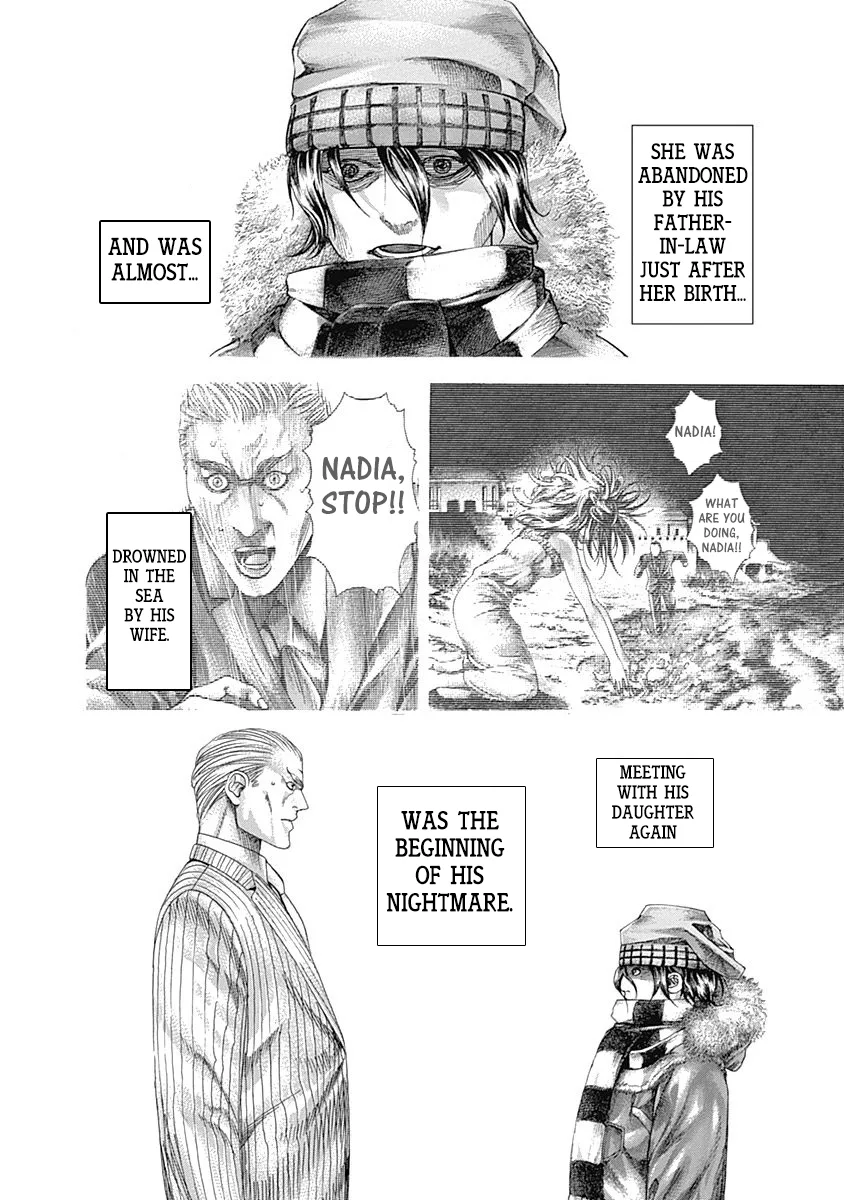 SHE WAS
ABANDONED
BY HIS
FATHER-
IN-LAW
JUST AFTER
HER BIRTH...
AND WAS
ALMOST...
NADIA!
WHAT
ARE YOU
DOING,
NADIA!!
NADIA,
STOP!!
DROWNED
IN THE
SEA
BY HIS
WIFE.
MEETING
WITH HIS
DAUGHTER
AGAIN
WAS THE
BEGINNING
OF HIS
NIGHTMARE.